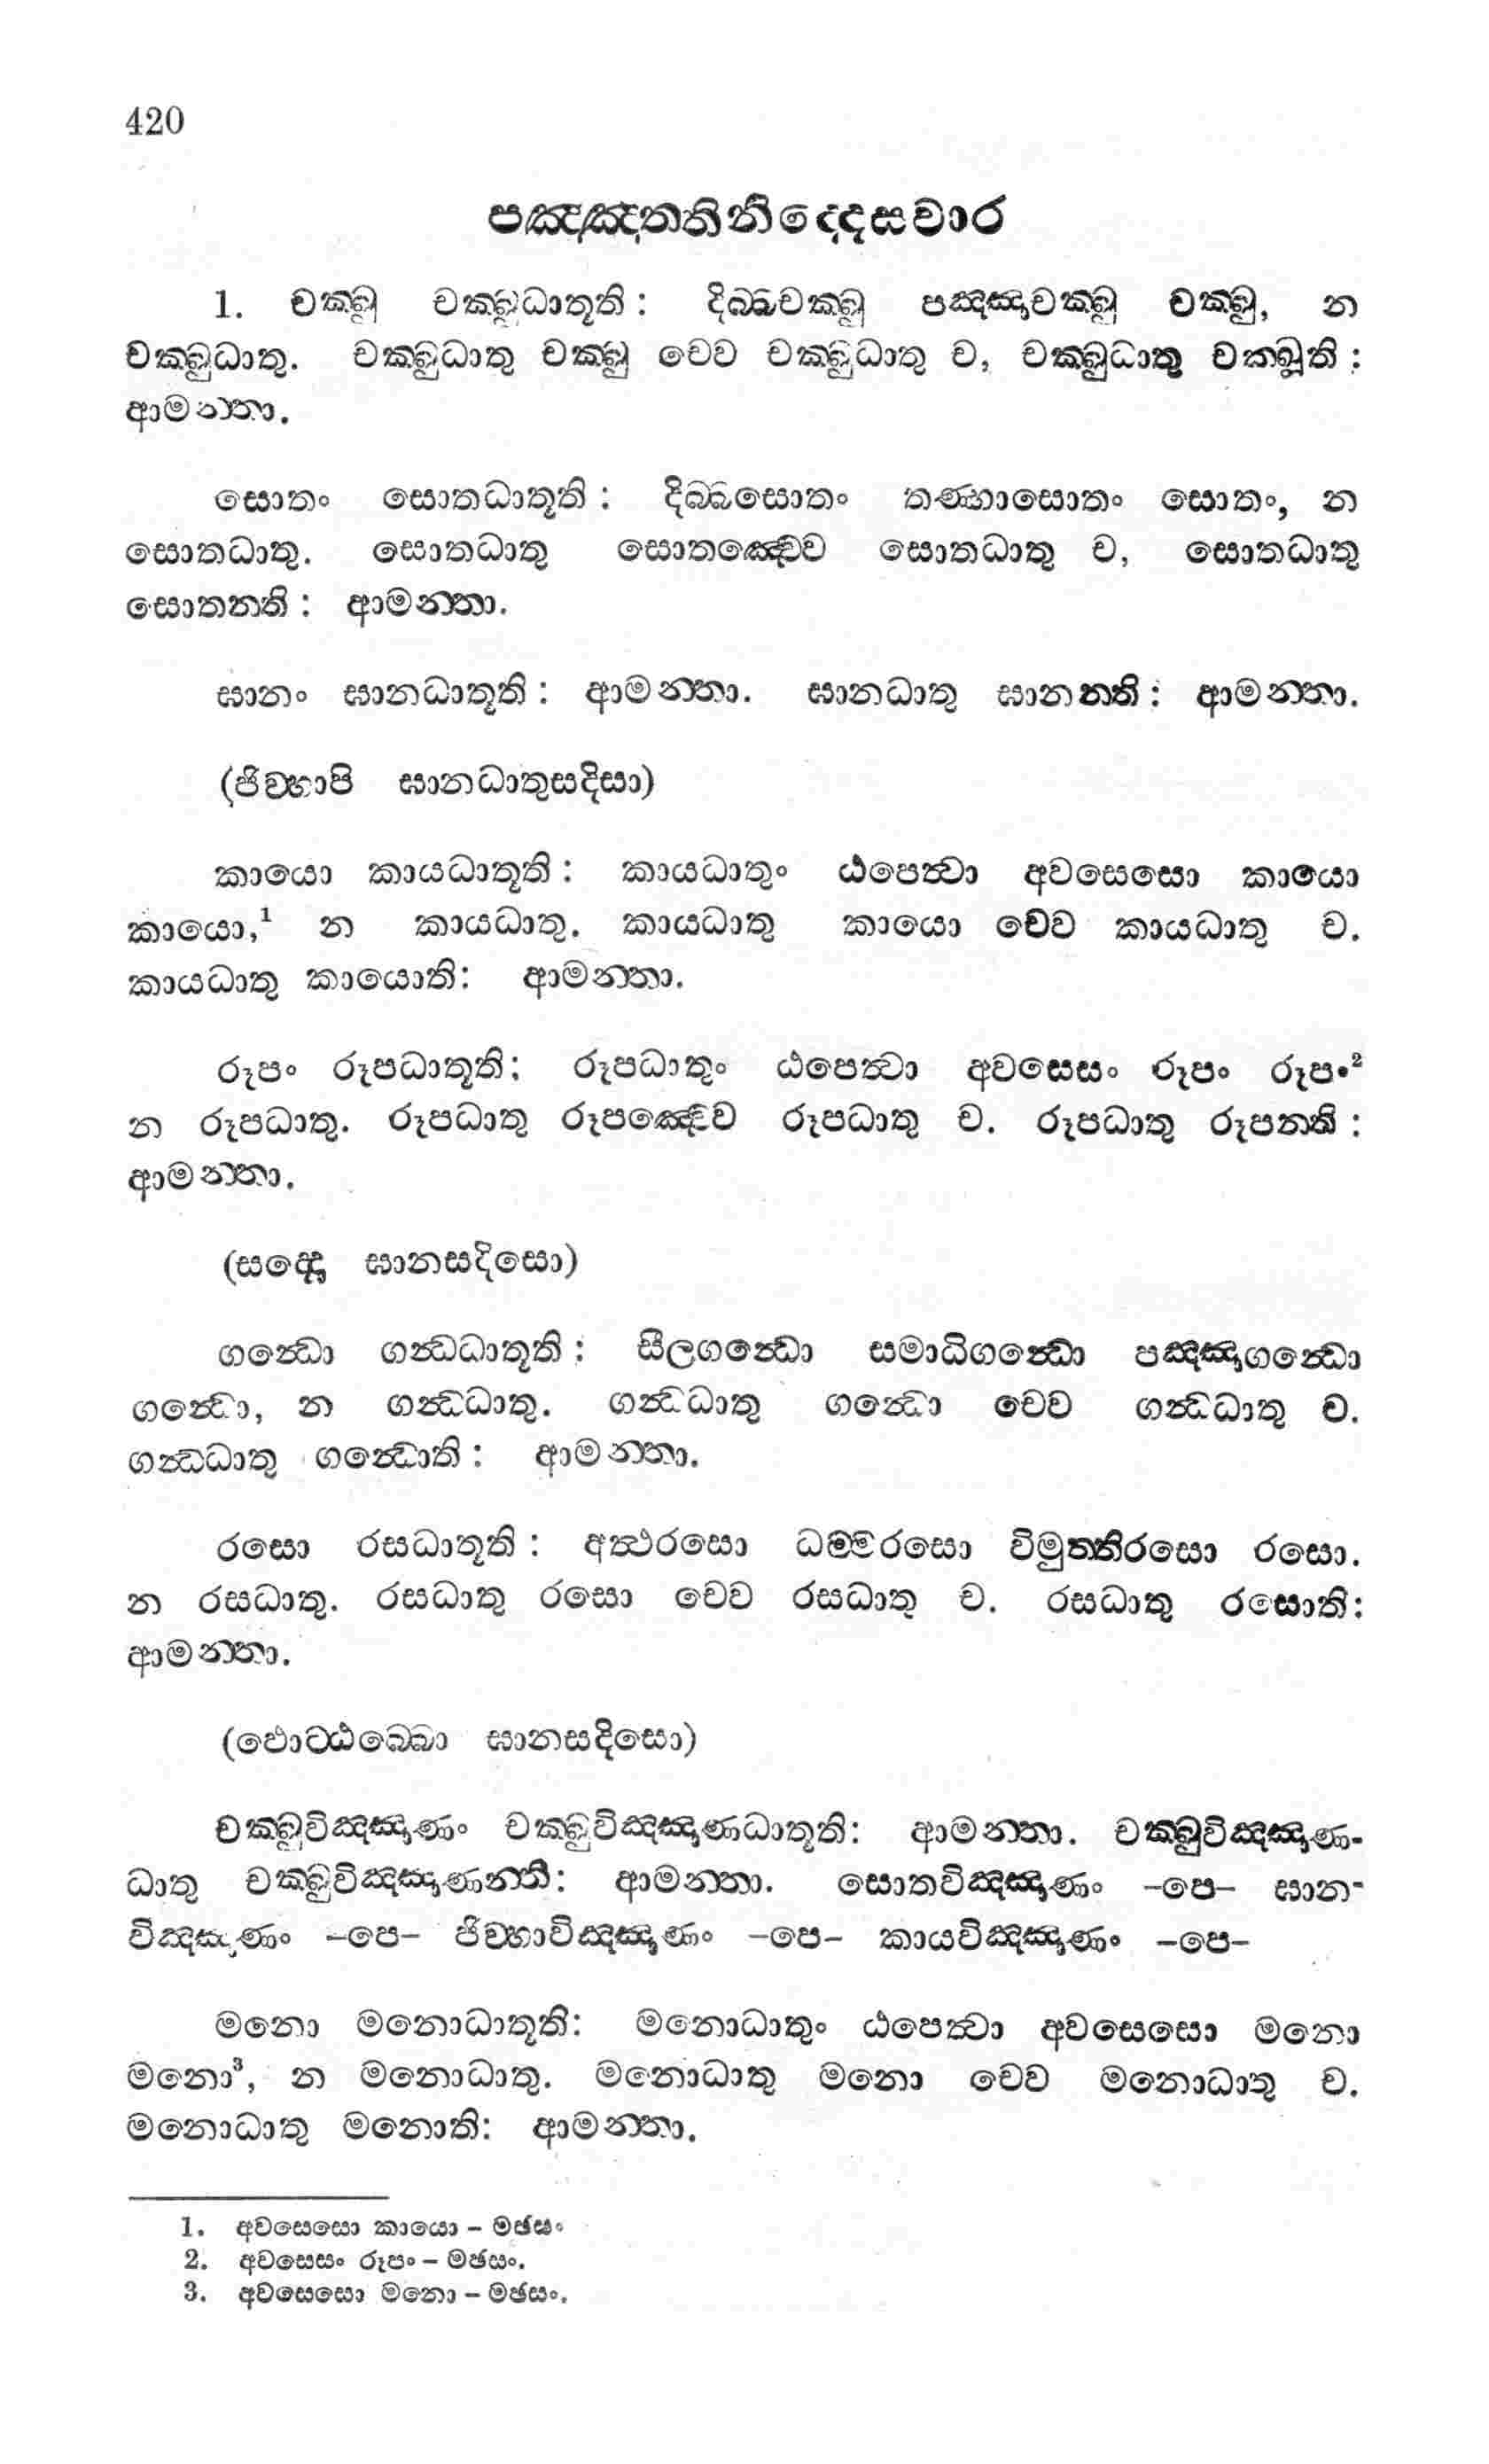 420
පඤ්ඤත්තිනිද්දෙසවාර
1. චක්ඛු චක්ඛුධාතූති: දිබ්බචක්ඛු පඤ්ඤාචක්ඛු චක්ඛු, න
චක්ඛුධාතු. චක්ඛුධාතු චක්ඛු චෙව චක්ඛුධාතු ච, චක්ඛුධාතු චක්ඛූති:
ආමන්තා.
සොතං සොතධාතූති: දිබ්බසොතං තණ්හාසොතං සොතං, න
සොතධාතු. සොතධාතු සොතඤ්චෙව සොතධාතු ච, සොතධාතු
සොතන්ති: ආමන්තා.
ඝානං ඝානධාතූති: ආමන්තා. ඝානධාතු ඝානන්ති: ආමන්තා.
(ජිව්හාපි ඝානධාතුසදිසා)
කායො කායධාතූති: කායධාතුං ඨපෙත්වා අවසෙසො කායො
කායො,¹ න කායධාතු. කායධාතු කායො චෙව කායධාතු ච.
කායධාතු කායොති: ආමන්තා.
රූපං රූපධාතූති; රූපධාතුං ඨපෙත්වා අවසෙසං රූපං රූපං²
න රූපධාතු. රූපධාතු රූපඤ්චෙව රූපධාතු ච. රූපධාතු රූපන්ති:
ආමන්තා.
(සද්දො ඝානසදිසො)
ගන්ධො ගන්ධධාතූති: සීලගන්ධො සමාධිගන්ධො පඤ්ඤාගන්ධො
ගන්ධො, න ගන්ධධාතු. ගන්ධධාතු ගන්ධො චෙව ගන්ධධාතු ච.
ගන්ධධාතු ගන්ධොති: ආමන්තා.
රසො රසධාතූති: අත්ථරසො ධම්මරසො විමුත්තිරසො රසො.
න රසධාතු. රසධාතු රසො චෙව රසධාතු ච. රසධාතු රසොති:
ආමන්තා.
(ඵොට්ඨබ්බො ඝානසදිසො)
චක්ඛුවිඤ්ඤාණං චක්ඛුවිඤ්ඤාණධාතූති: ආමන්තා. චක්ඛුවිඤ්ඤාණ-
ධාතු චක්ඛුවිඤ්ඤාණන්ති: ආමන්තා. සොතවිඤ්ඤාණං –පෙ– ඝාන-
විඤ්ඤාණං –පෙ– ජිව්හාවිඤ්ඤාණං –පෙ– කායවිඤ්ඤාණං –පෙ–
මනො මනොධාතූති: මනොධාතුං ඨපෙත්වා අවසෙසො මනො
මනො³, න මනොධාතු. මනොධාතු මනො චෙව මනොධාතු ච.
මනොධාතු මනොති: ආමන්තා.
1. අවසෙසො කායො – මඡසං
2. අවසෙසං රූපං – මඡසං.
3. අවසෙසො මනො – මඡසං.